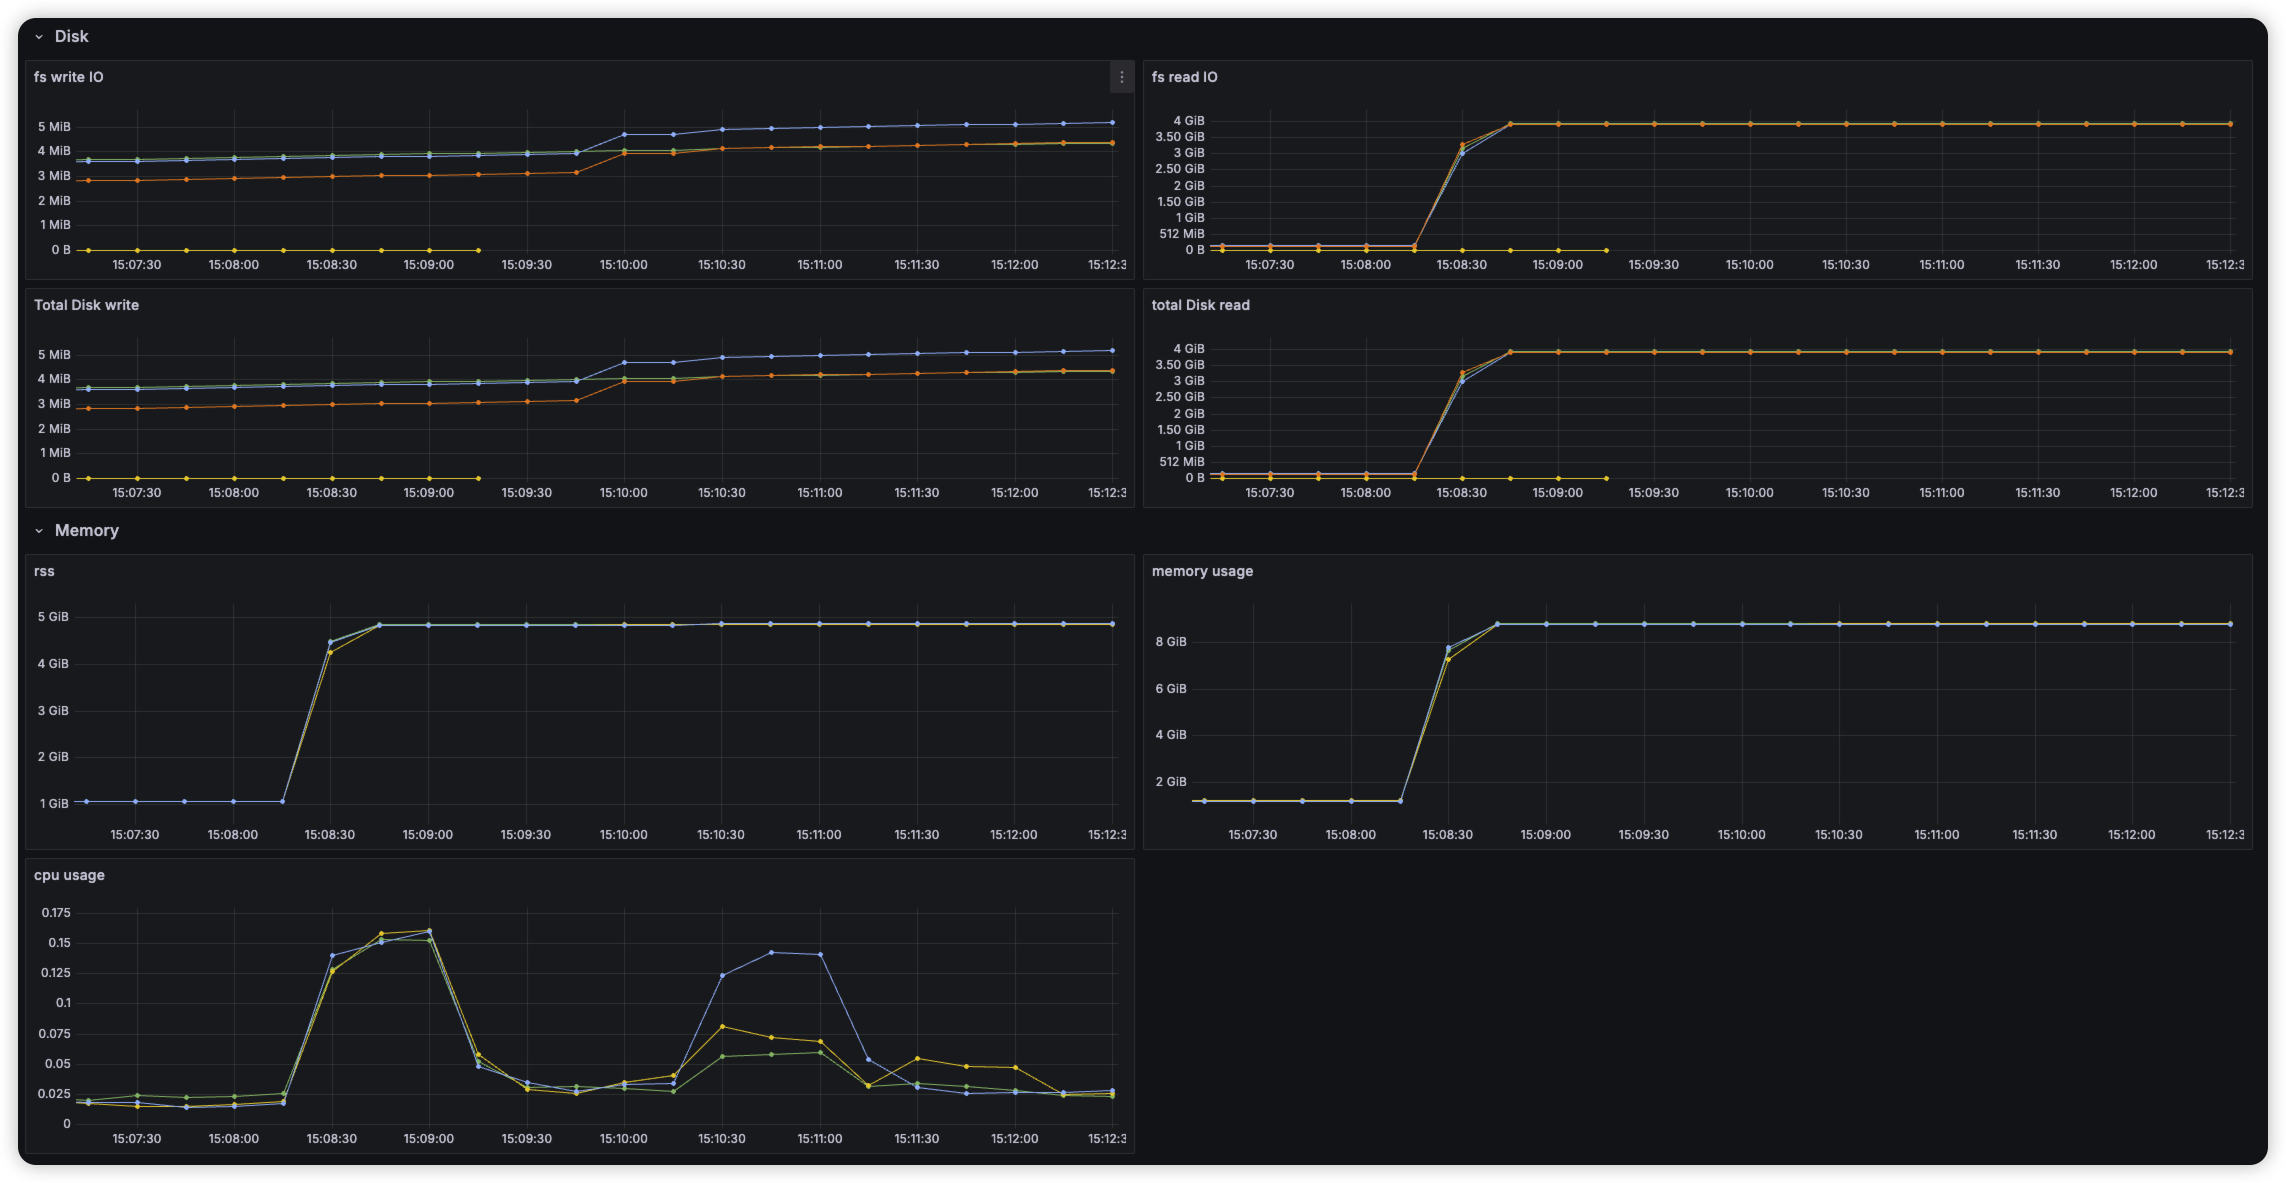 Disk
fs write IO
5 MiB
4 MiB
3 MiB
2 MiB
1 MiB
0 B
15:07:30 15:08:00 15:08:30 15:09:00 15:09:30 15:10:00 15:10:30 15:11:00 15:11:30 15:12:00 15:12:3
fs read IO
4 GiB
3.50 GiB
3 GiB
2.50 GiB
2 GiB
1.50 GiB
1 GiB
512 MiB
0 B
15:07:30 15:08:00 15:08:30 15:09:00 15:09:30 15:10:00 15:10:30 15:11:00 15:11:30 15:12:00 15:12:3
Total Disk write
5 MiB
4 MiB
3 MiB
2 MiB
1 MiB
0 B
15:07:30 15:08:00 15:08:30 15:09:00 15:09:30 15:10:00 15:10:30 15:11:00 15:11:30 15:12:00 15:12:3
total Disk read
4 GiB
3.50 GiB
3 GiB
2.50 GiB
2 GiB
1.50 GiB
1 GiB
512 MiB
0 B
15:07:30 15:08:00 15:08:30 15:09:00 15:09:30 15:10:00 15:10:30 15:11:00 15:11:30 15:12:00 15:12:3
Memory
rss
5 GiB
4 GiB
3 GiB
2 GiB
1 GiB
15:07:30 15:08:00 15:08:30 15:09:00 15:09:30 15:10:00 15:10:30 15:11:00 15:11:30 15:12:00 15:12:3
memory usage
8 GiB
6 GiB
4 GiB
2 GiB
15:07:30 15:08:00 15:08:30 15:09:00 15:09:30 15:10:00 15:10:30 15:11:00 15:11:30 15:12:00 15:12:3
cpu usage
0.175
0.15
0.125
0.1
0.075
0.05
0.025
0
15:07:30 15:08:00 15:08:30 15:09:00 15:09:30 15:10:00 15:10:30 15:11:00 15:11:30 15:12:00 15:12:3